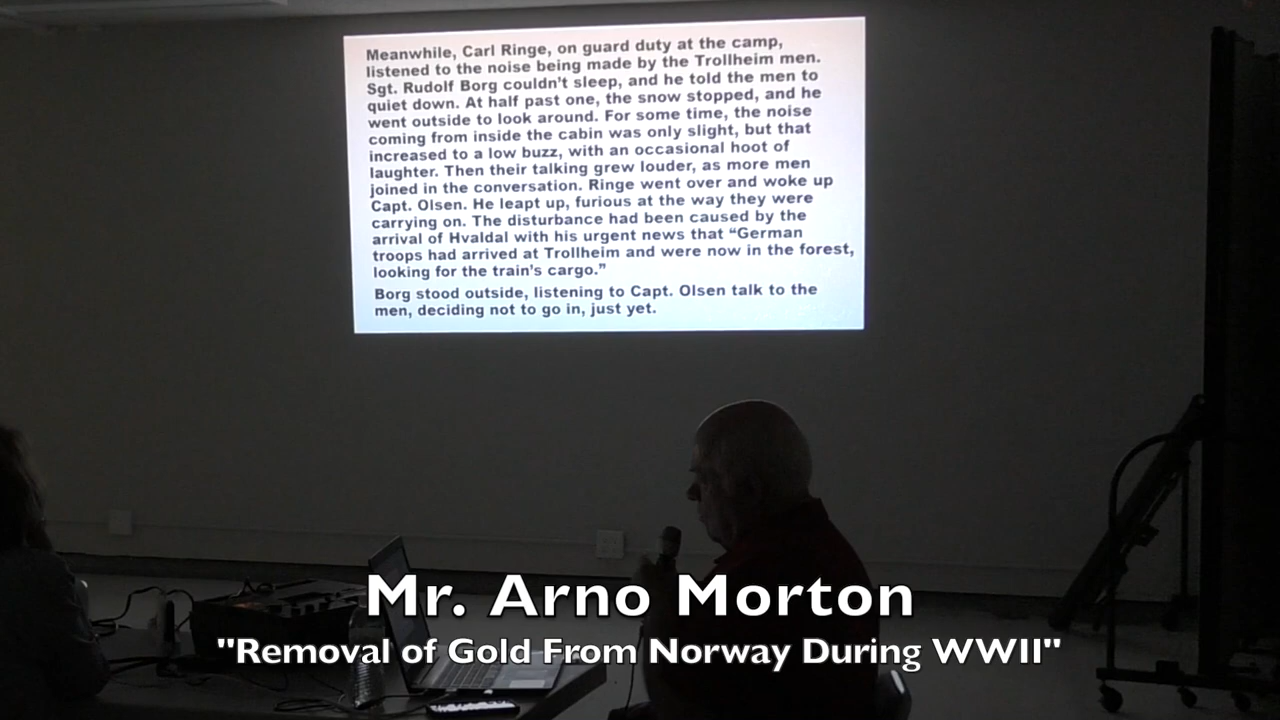 Meanwhile, Carl Ringe, on guard duty at the camp,
listened to the noise being made by the Trollheim men.
Sgt. Rudolf Borg couldn't sleep, and he told the men to
quiet down. At half past one, the snow stopped, and he
went outside to look around. For some time, the noise
coming from inside the cabin was only slight, but that
increased to a low buzz, with an occasional hoot of
laughter. Then their talking grew louder, as more men
joined in the conversation. Ringe went over and woke up
Capt. Olsen. He leapt up, furious at the way they were
carrying on. The disturbance had been caused by the
arrival of Hvaldal with his urgent news that “German
troops had arrived at Trollheim and were now in the forest,
looking for the train's cargo.”
Borg stood outside, listening to Capt. Olsen talk to the
men, deciding not to go in, just yet.
Mr. Arno Morton
"Removal of Gold From Norway During WWII"